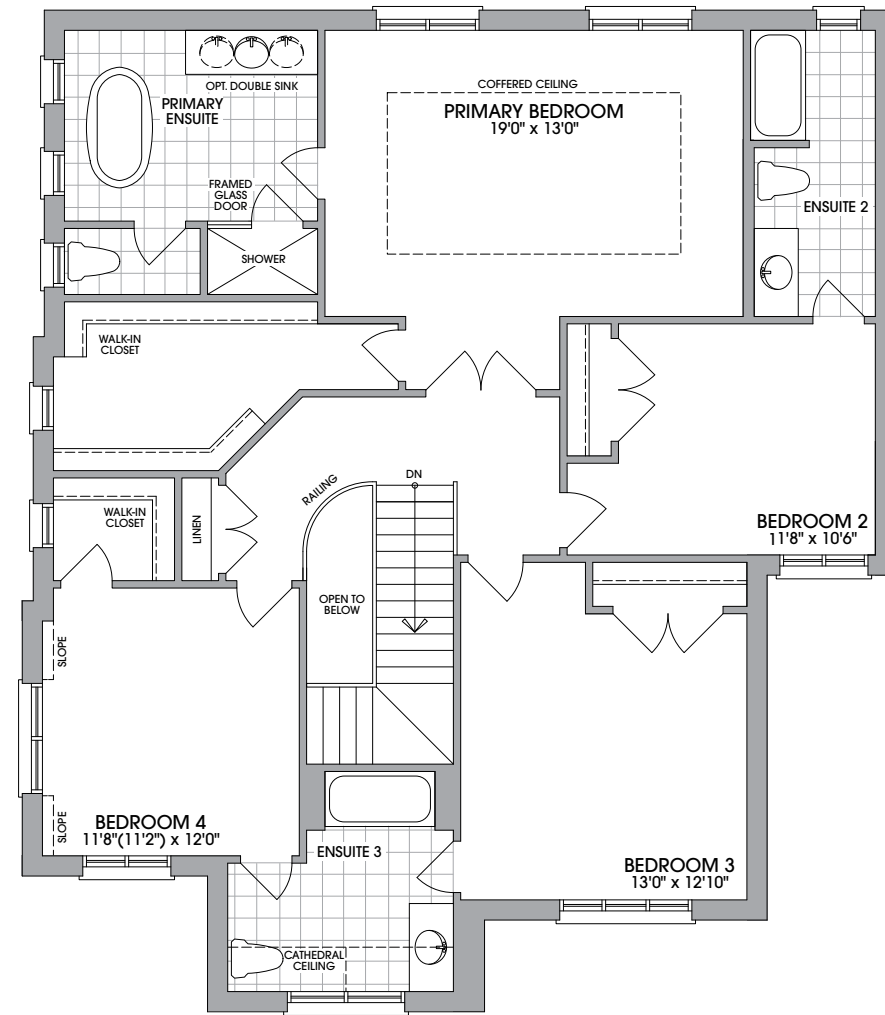 OPT. DOUBLE SINK
PRIMARY
ENSUITE
FRAMED
GLASS
DOOR
SHOWER
COFFERED CEILING
PRIMARY BEDROOM
19'0" x 13'0"
ENSUITE 2
WALK-IN
CLOSET
WALK-IN
CLOSET
LINEN
RAILING
DN
OPEN TO
BELOW
BEDROOM 2
11'8" x 10'6"
SLOPE
SLOPE
BEDROOM 4
11'8"(11'2") x 12'0"
ENSUITE 3
CATHEDRAL
CEILING
BEDROOM 3
13'0" x 12'10"